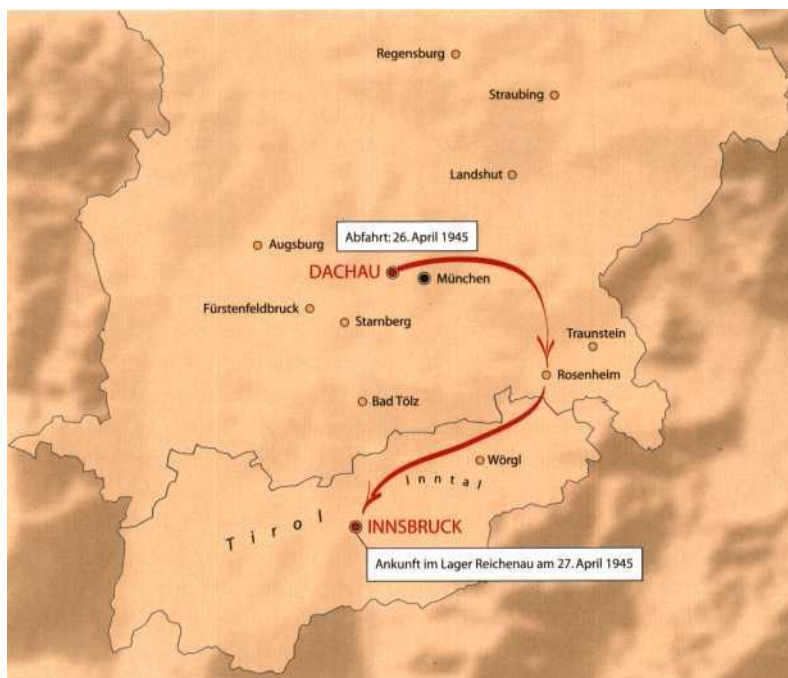 Regensburg
Straubing
Landshut
Augsburg
Abfahrt: 26. April 1945
DACHAU
München
Fürstenfeldbruck
Starnberg
Traunstein
Rosenheim
Bad Tölz
Wörgl
Inntal
Tirol
INNSBRUCK
Ankunft im Lager Reichenau am 27. April 1945